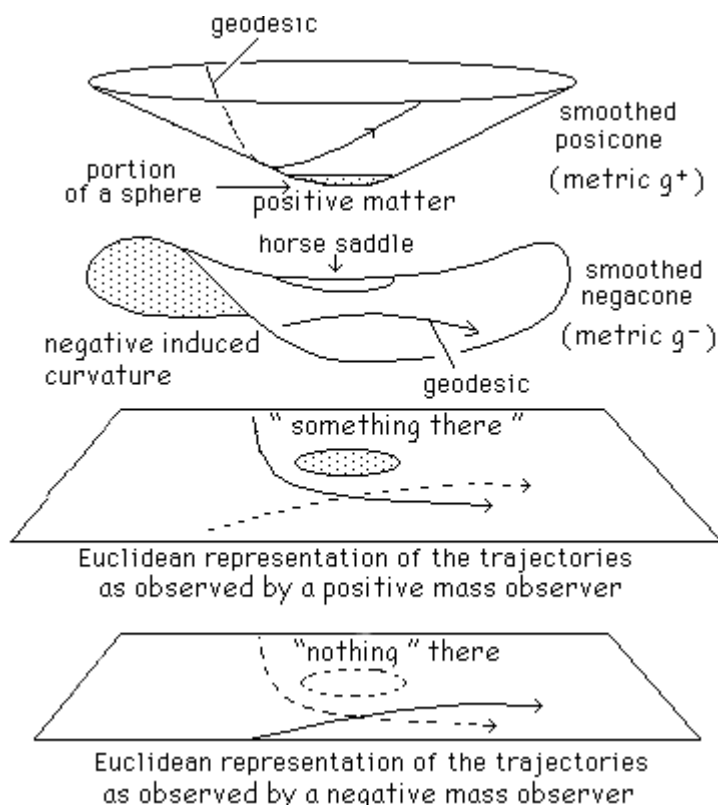 geodesic
smoothed
posicone
(metric g+)
portion
of a sphere
positive matter
horse saddle
smoothed
negacone
(metric g-)
negative induced
curvature
geodesic
"something there"
Euclidean representation of the trajectories
as observed by a positive mass observer
"nothing" there
Euclidean representation of the trajectories
as observed by a negative mass observer